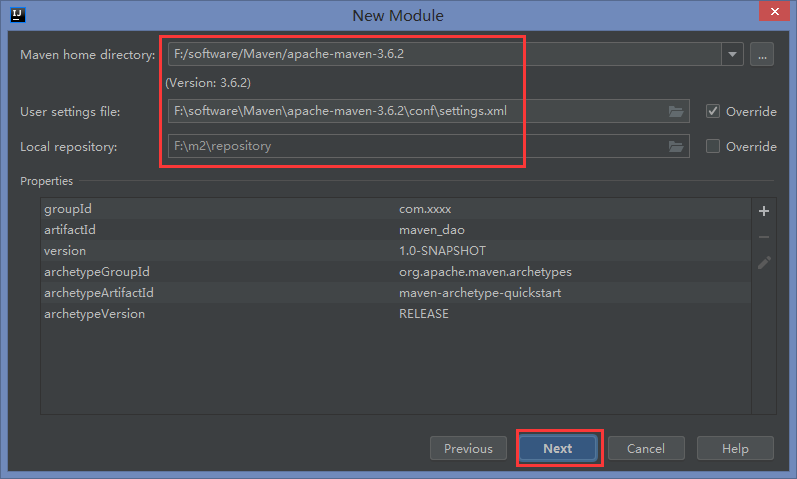 IJ
New Module
Maven home directory: F:/software/Maven/apache-maven-3.6.2 ...
(Version: 3.6.2)
User settings file: F:\software\Maven\apache-maven-3.6.2\conf\settings.xml Override
Local repository: F:\m2\repository Override
Properties
groupId com.xxxx
artifactId maven_dao
version 1.0-SNAPSHOT
archetypeGroupId org.apache.maven.archetypes
archetypeArtifactId maven-archetype-quickstart
archetypeVersion RELEASE
Previous Next Cancel Help